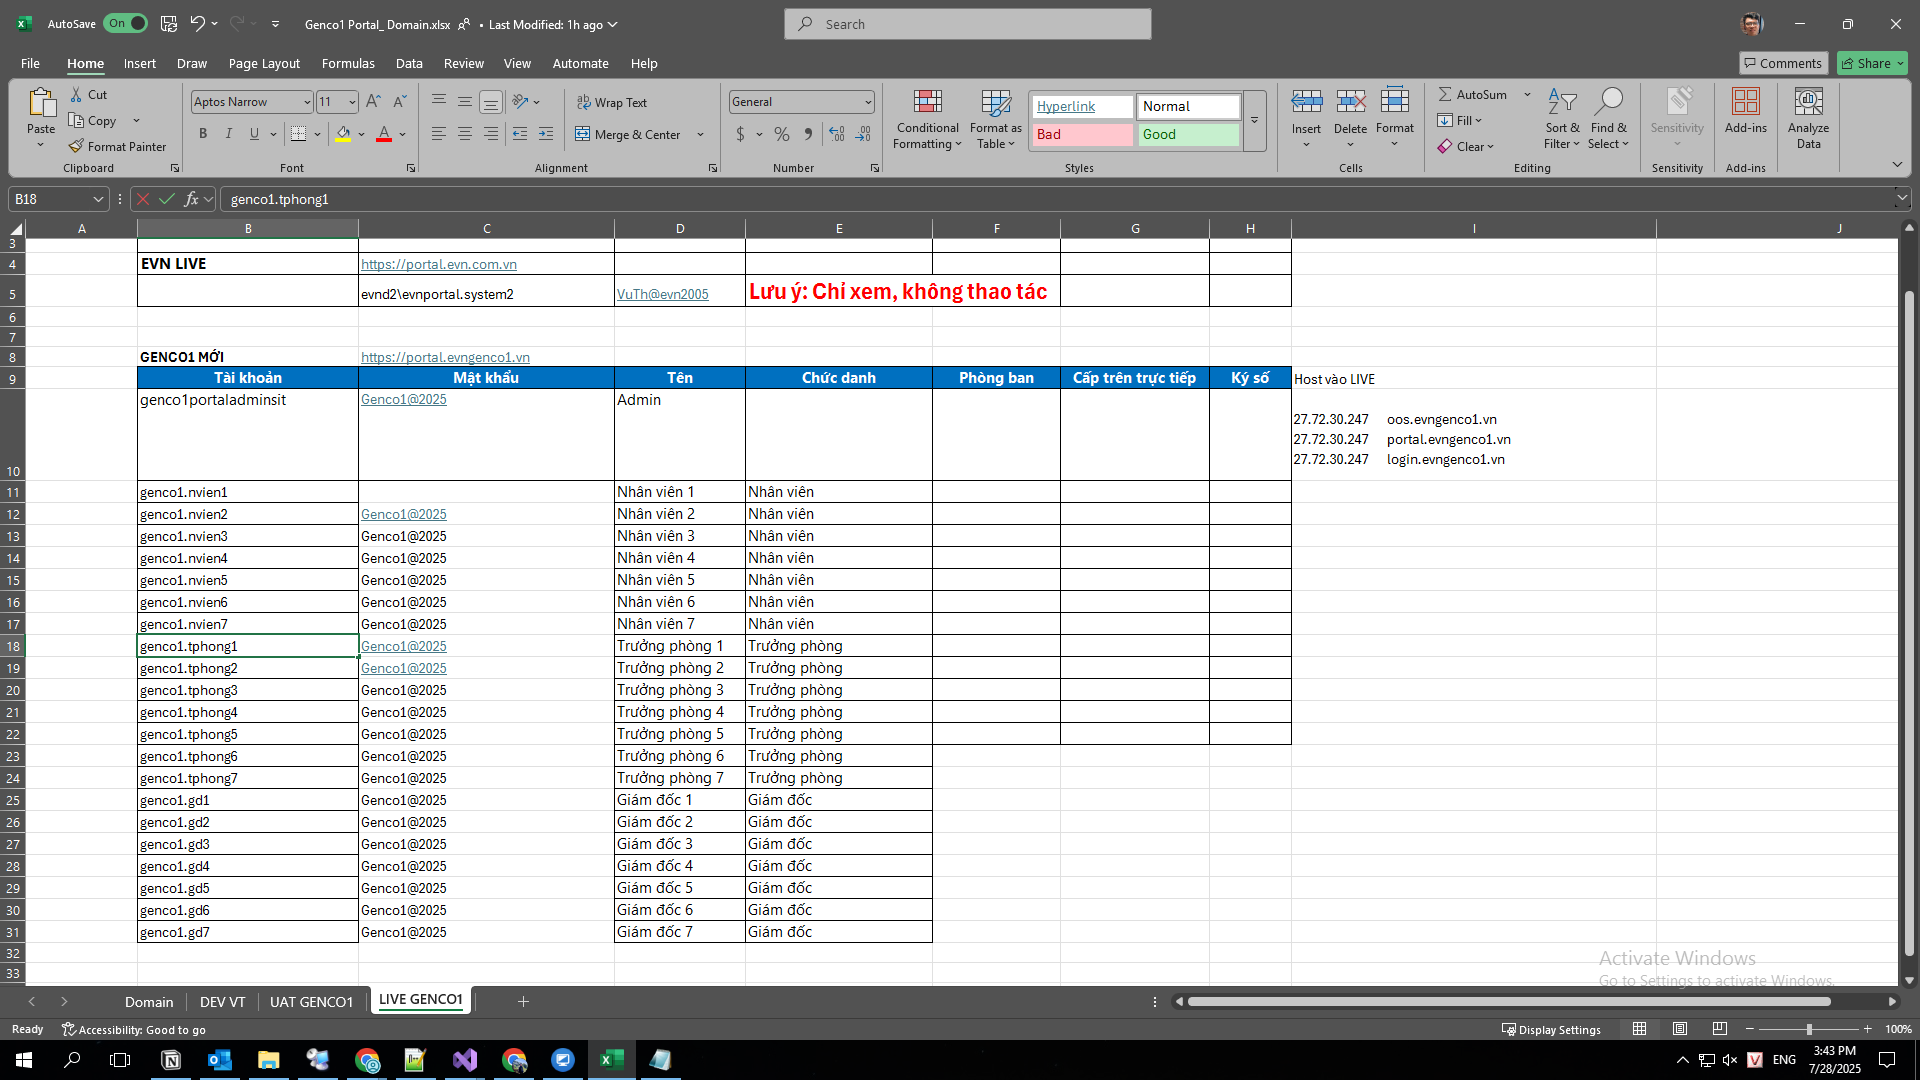 AutoSave On Genco1 Portal_ Domain.xlsx • Last Modified: 1h ago Search
File Home Insert Draw Page Layout Formulas Data Review View Automate Help Comments Share
Paste Cut Copy Format Painter Clipboard
Aptos Narrow 11 B I U A Font
Wrap Text Merge & Center Alignment
General $ % Number
Conditional Formatting Format as Table Hyperlink Normal Bad Good Styles
Insert Delete Format Cells
AutoSum Fill Clear Sort & Filter Find & Select Editing
Sensitivity Sensitivity
Add-ins Add-ins
Analyze Data
B18 fx genco1.tphong1
A B C D E F G H I J
3
4 EVN LIVE https://portal.evn.com.vn
5 evnd2\evnportal.system2 VuTh@evn2005 Lưu ý: Chỉ xem, không thao tác
6
7
8 GENCO1 MỚI https://portal.evngenco1.vn
9 Tài khoản Mật khẩu Tên Chức danh Phòng ban Cấp trên trực tiếp Ký số Host vào LIVE
10 genco1portaladminsit Genco1@2025 Admin
27.72.30.247 oos.evngenco1.vn
27.72.30.247 portal.evngenco1.vn
27.72.30.247 login.evngenco1.vn
11 genco1.nvien1 Nhân viên 1 Nhân viên
12 genco1.nvien2 Genco1@2025 Nhân viên 2 Nhân viên
13 genco1.nvien3 Genco1@2025 Nhân viên 3 Nhân viên
14 genco1.nvien4 Genco1@2025 Nhân viên 4 Nhân viên
15 genco1.nvien5 Genco1@2025 Nhân viên 5 Nhân viên
16 genco1.nvien6 Genco1@2025 Nhân viên 6 Nhân viên
17 genco1.nvien7 Genco1@2025 Nhân viên 7 Nhân viên
18 genco1.tphong1 Genco1@2025 Trưởng phòng 1 Trưởng phòng
19 genco1.tphong2 Genco1@2025 Trưởng phòng 2 Trưởng phòng
20 genco1.tphong3 Genco1@2025 Trưởng phòng 3 Trưởng phòng
21 genco1.tphong4 Genco1@2025 Trưởng phòng 4 Trưởng phòng
22 genco1.tphong5 Genco1@2025 Trưởng phòng 5 Trưởng phòng
23 genco1.tphong6 Genco1@2025 Trưởng phòng 6 Trưởng phòng
24 genco1.tphong7 Genco1@2025 Trưởng phòng 7 Trưởng phòng
25 genco1.gd1 Genco1@2025 Giám đốc 1 Giám đốc
26 genco1.gd2 Genco1@2025 Giám đốc 2 Giám đốc
27 genco1.gd3 Genco1@2025 Giám đốc 3 Giám đốc
28 genco1.gd4 Genco1@2025 Giám đốc 4 Giám đốc
29 genco1.gd5 Genco1@2025 Giám đốc 5 Giám đốc
30 genco1.gd6 Genco1@2025 Giám đốc 6 Giám đốc
31 genco1.gd7 Genco1@2025 Giám đốc 7 Giám đốc
32
33
Activate Windows
Go to Settings to activate Windows.
Domain DEV VT UAT GENCO1 LIVE GENCO1
Ready Accessibility: Good to go Display Settings 100%
ENG 3:43 PM
7/28/2025